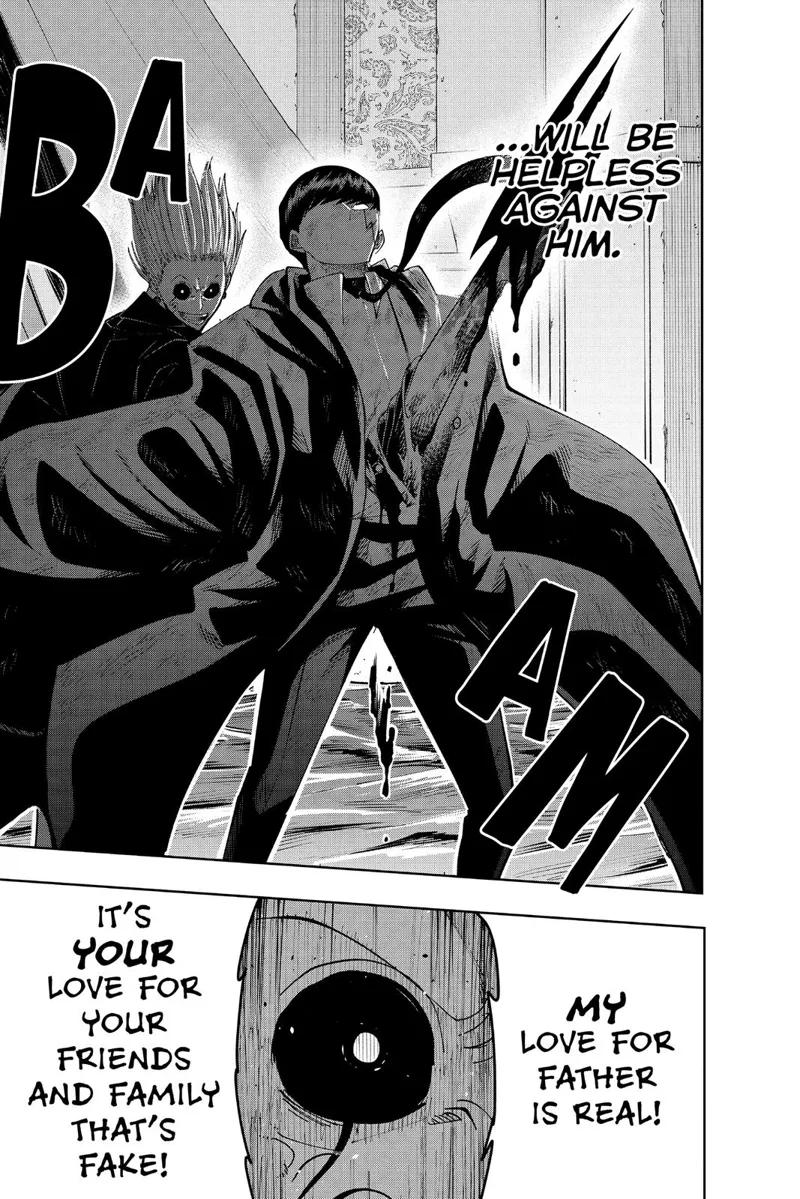 ...WILL BE
HELPLESS
AGAINST
HIM.
BA
AM
MY
LOVE FOR
FATHER
IS REAL!
IT'S
YOUR
LOVE FOR
YOUR
FRIENDS
AND FAMILY
THAT'S
FAKE!